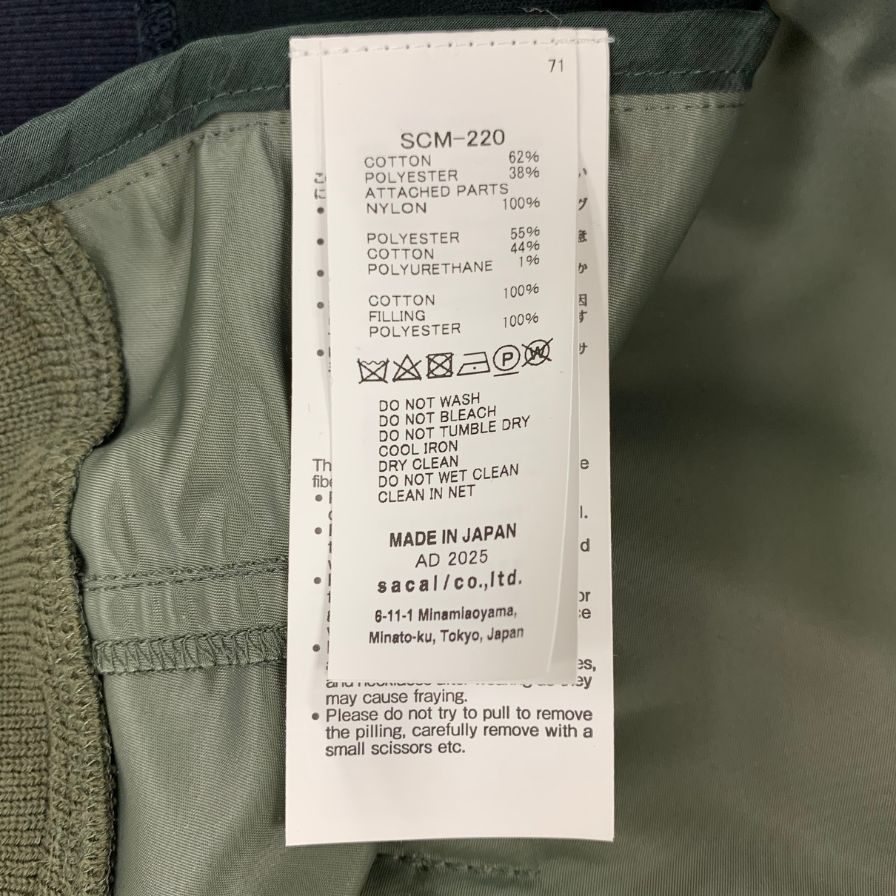 71
SCM-220
COTTON 62%
POLYESTER 38%
ATTACHED PARTS
NYLON 100%
POLYESTER 55%
COTTON 44%
POLYURETHANE 1%
COTTON 100%
FILLING
POLYESTER 100%
P W
DO NOT WASH
DO NOT BLEACH
DO NOT TUMBLE DRY
COOL IRON
DRY CLEAN
DO NOT WET CLEAN
CLEAN IN NET
MADE IN JAPAN
AD 2025
sacaI/co.,ltd.
6-11-1 Minamiaoyama,
Minato-ku, Tokyo, Japan
may cause fraying.
• Please do not try to pull to remove
the pilling, carefully remove with a
small scissors etc.